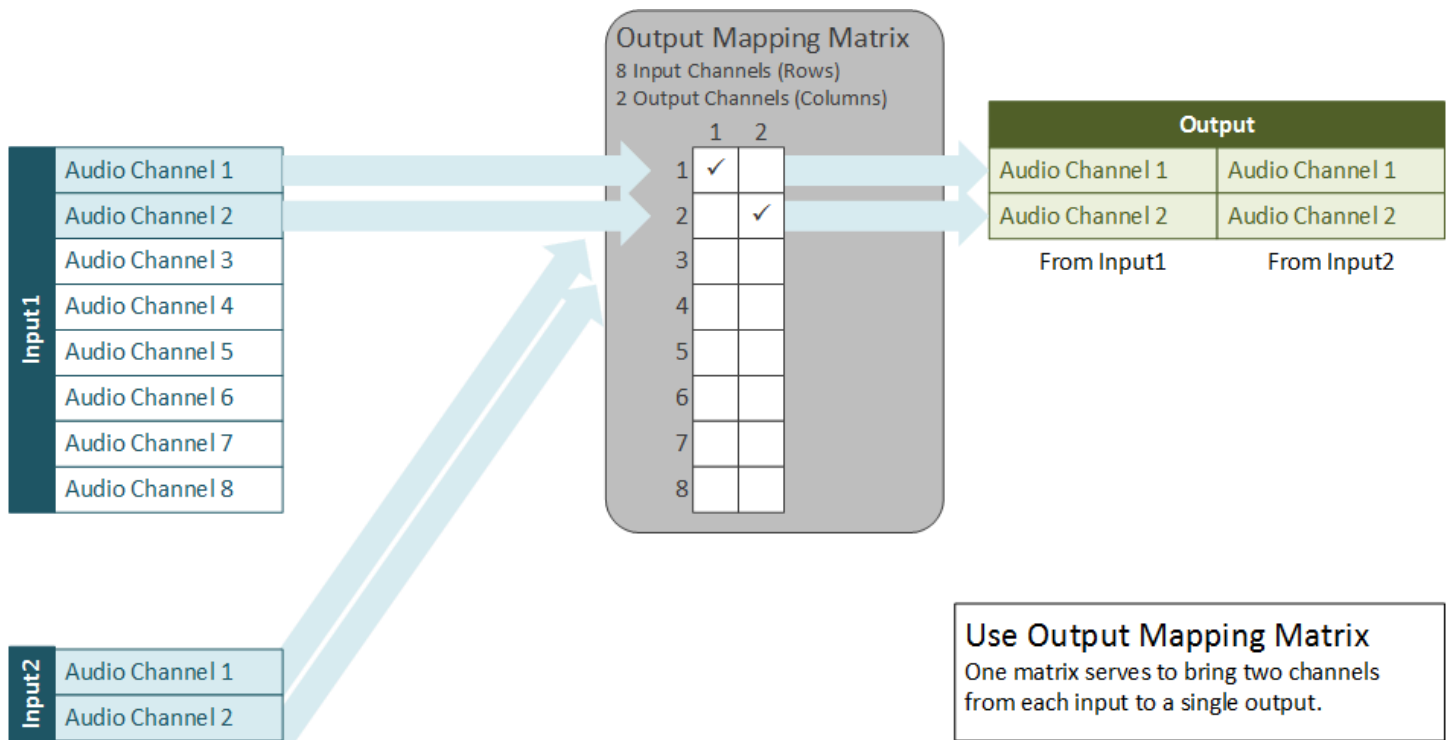 Output Mapping Matrix
8 Input Channels (Rows)
2 Output Channels (Columns)
1 2
1 ✓
2 ✓
3
4
5
6
7
8
Input1
Audio Channel 1
Audio Channel 2
Audio Channel 3
Audio Channel 4
Audio Channel 5
Audio Channel 6
Audio Channel 7
Audio Channel 8
Output
Audio Channel 1 Audio Channel 1
Audio Channel 2 Audio Channel 2
From Input1 From Input2
Input2
Audio Channel 1
Audio Channel 2
Use Output Mapping Matrix
One matrix serves to bring two channels
from each input to a single output.